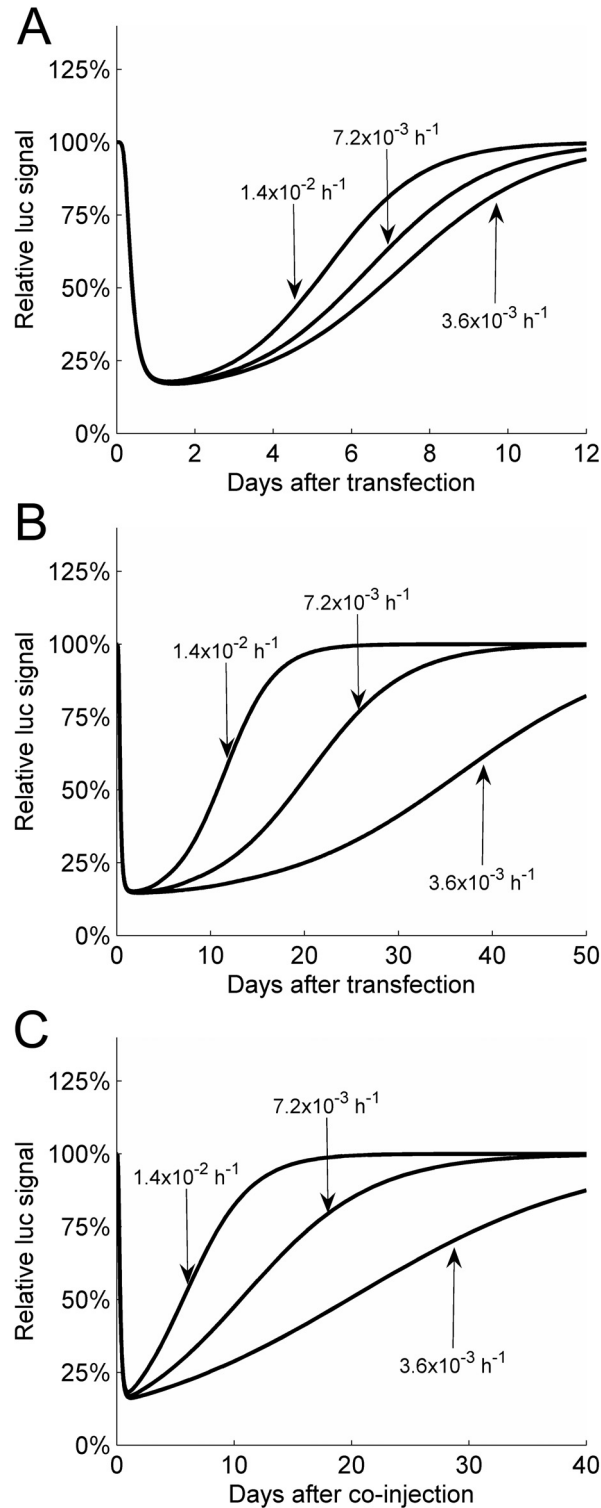 A
125%
100%
75%
50%
25%
0%
Relative luc signal
7.2x10-3 h-1
1.4x10-2 h-1
3.6x10-3 h-1
0 2 4 6 8 10 12
Days after transfection
B
125%
100%
75%
50%
25%
0%
Relative luc signal
7.2x10-3 h-1
1.4x10-2 h-1
3.6x10-3 h-1
0 10 20 30 40 50
Days after transfection
C
125%
100%
75%
50%
25%
0%
Relative luc signal
7.2x10-3 h-1
1.4x10-2 h-1
3.6x10-3 h-1
0 10 20 30 40
Days after co-injection